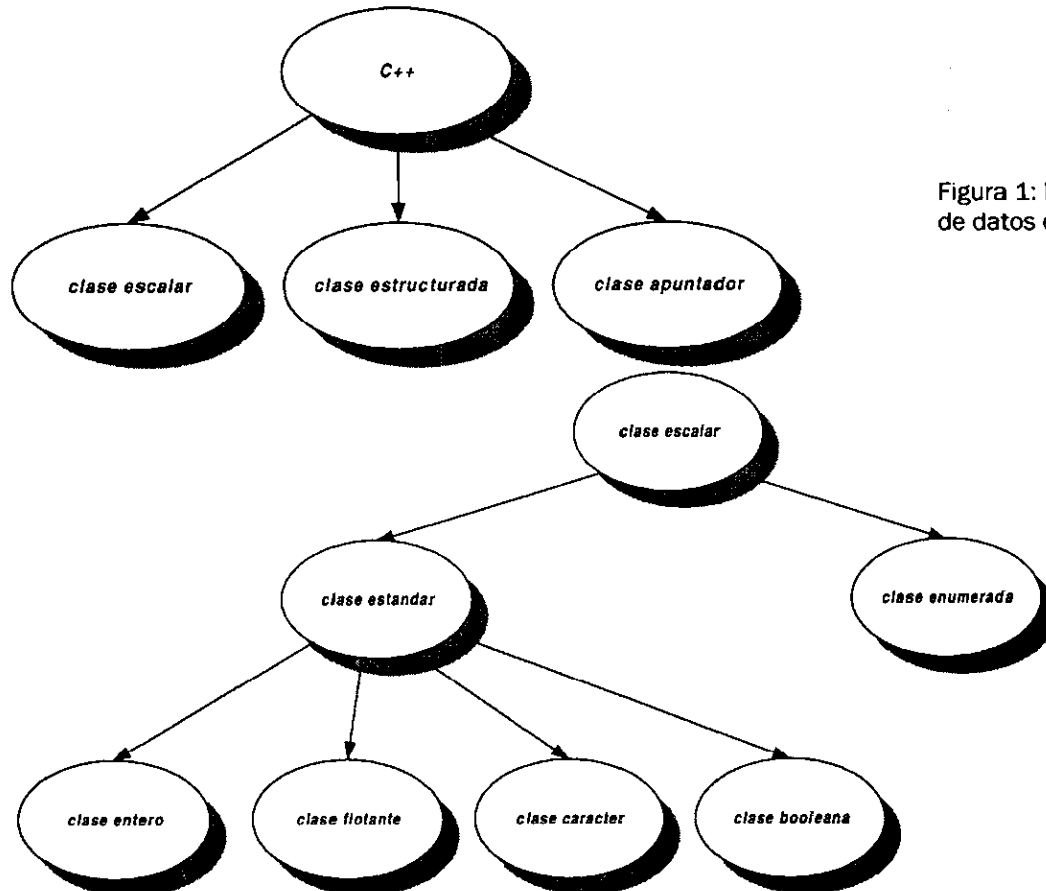 C++
Figura 1:
de datos
clase escalar
clase estructurada
clase apuntador
clase escalar
clase estandar
clase enumerada
clase entero
clase flotante
clase caracter
clase booleana